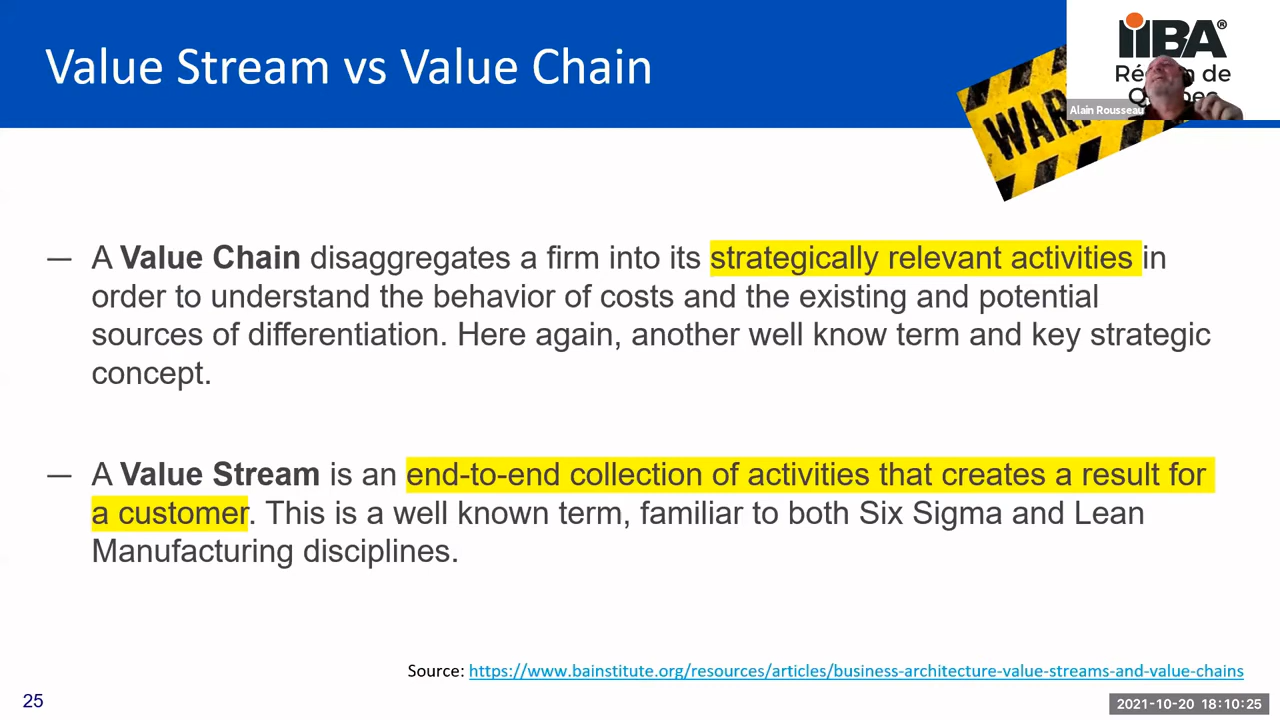 Value Stream vs Value Chain
iiBA®
Alain Rousseau
— A Value Chain disaggregates a firm into its strategically relevant activities in
order to understand the behavior of costs and the existing and potential
sources of differentiation. Here again, another well know term and key strategic
concept.
— A Value Stream is an end-to-end collection of activities that creates a result for
a customer. This is a well known term, familiar to both Six Sigma and Lean
Manufacturing disciplines.
Source: https://www.bainstitute.org/resources/articles/business-architecture-value-streams-and-value-chains
25
2021-10-20 18:10:25